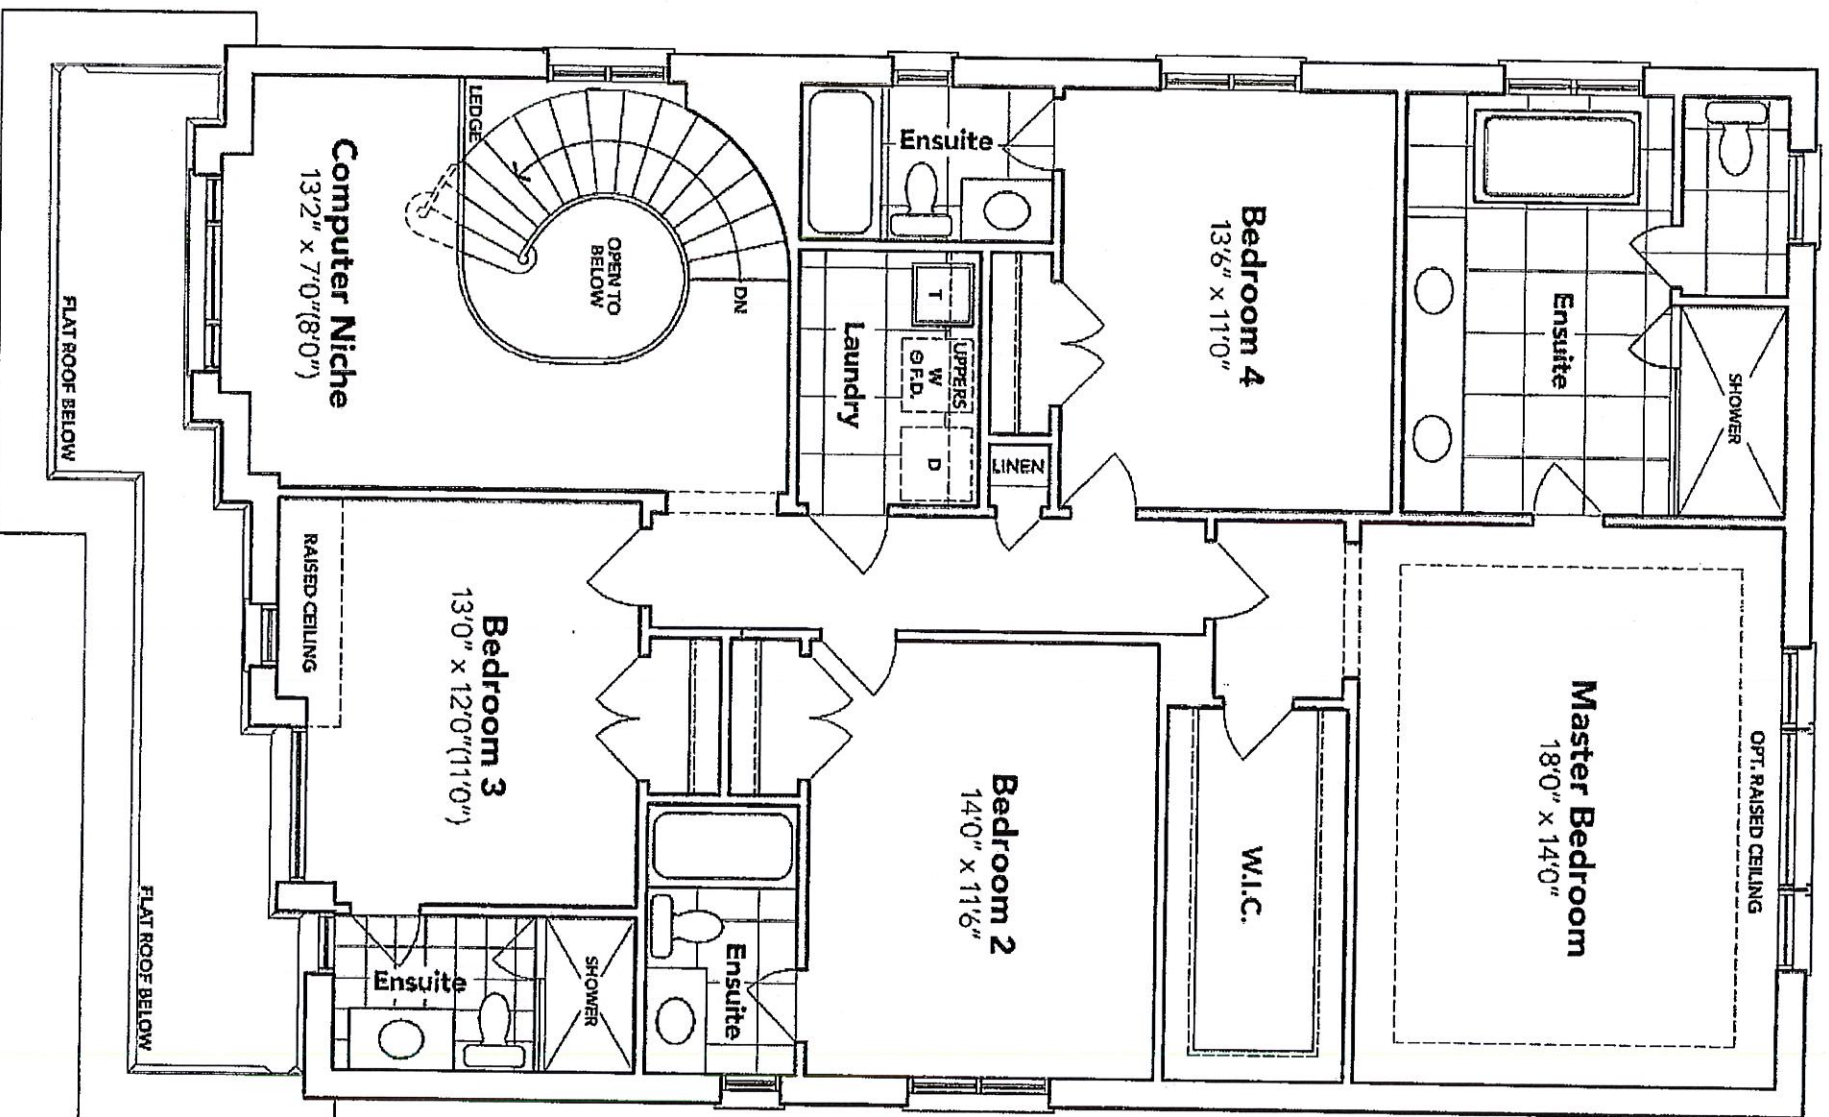 OPT. RAISED CEILING
Master Bedroom
18'0" x 14'0"
SHOWER
Ensuite
W.I.C.
Bedroom 4
13'6" x 11'0"
Bedroom 2
14'0" x 11'6"
LINEN
Ensuite
UPPERS
T
W
F.D.
D
Laundry
Ensuite
DN
OPEN TO
BELOW
LEDGE
SHOWER
Ensuite
Bedroom 3
13'0" x 12'0"(11'0")
Computer Niche
13'2" x 7'0"(8'0")
RAISED CEILING
FLAT ROOF BELOW
FLAT ROOF BELOW